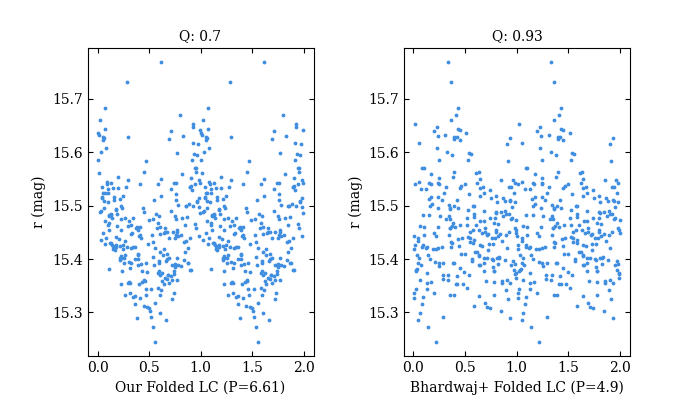 Q: 0.7
r (mag)
15.7
15.6
15.5
15.4
15.3
0.0 0.5 1.0 1.5 2.0
Our Folded LC (P=6.61)
Q: 0.93
r (mag)
15.7
15.6
15.5
15.4
15.3
0.0 0.5 1.0 1.5 2.0
Bhardwaj+ Folded LC (P=4.9)